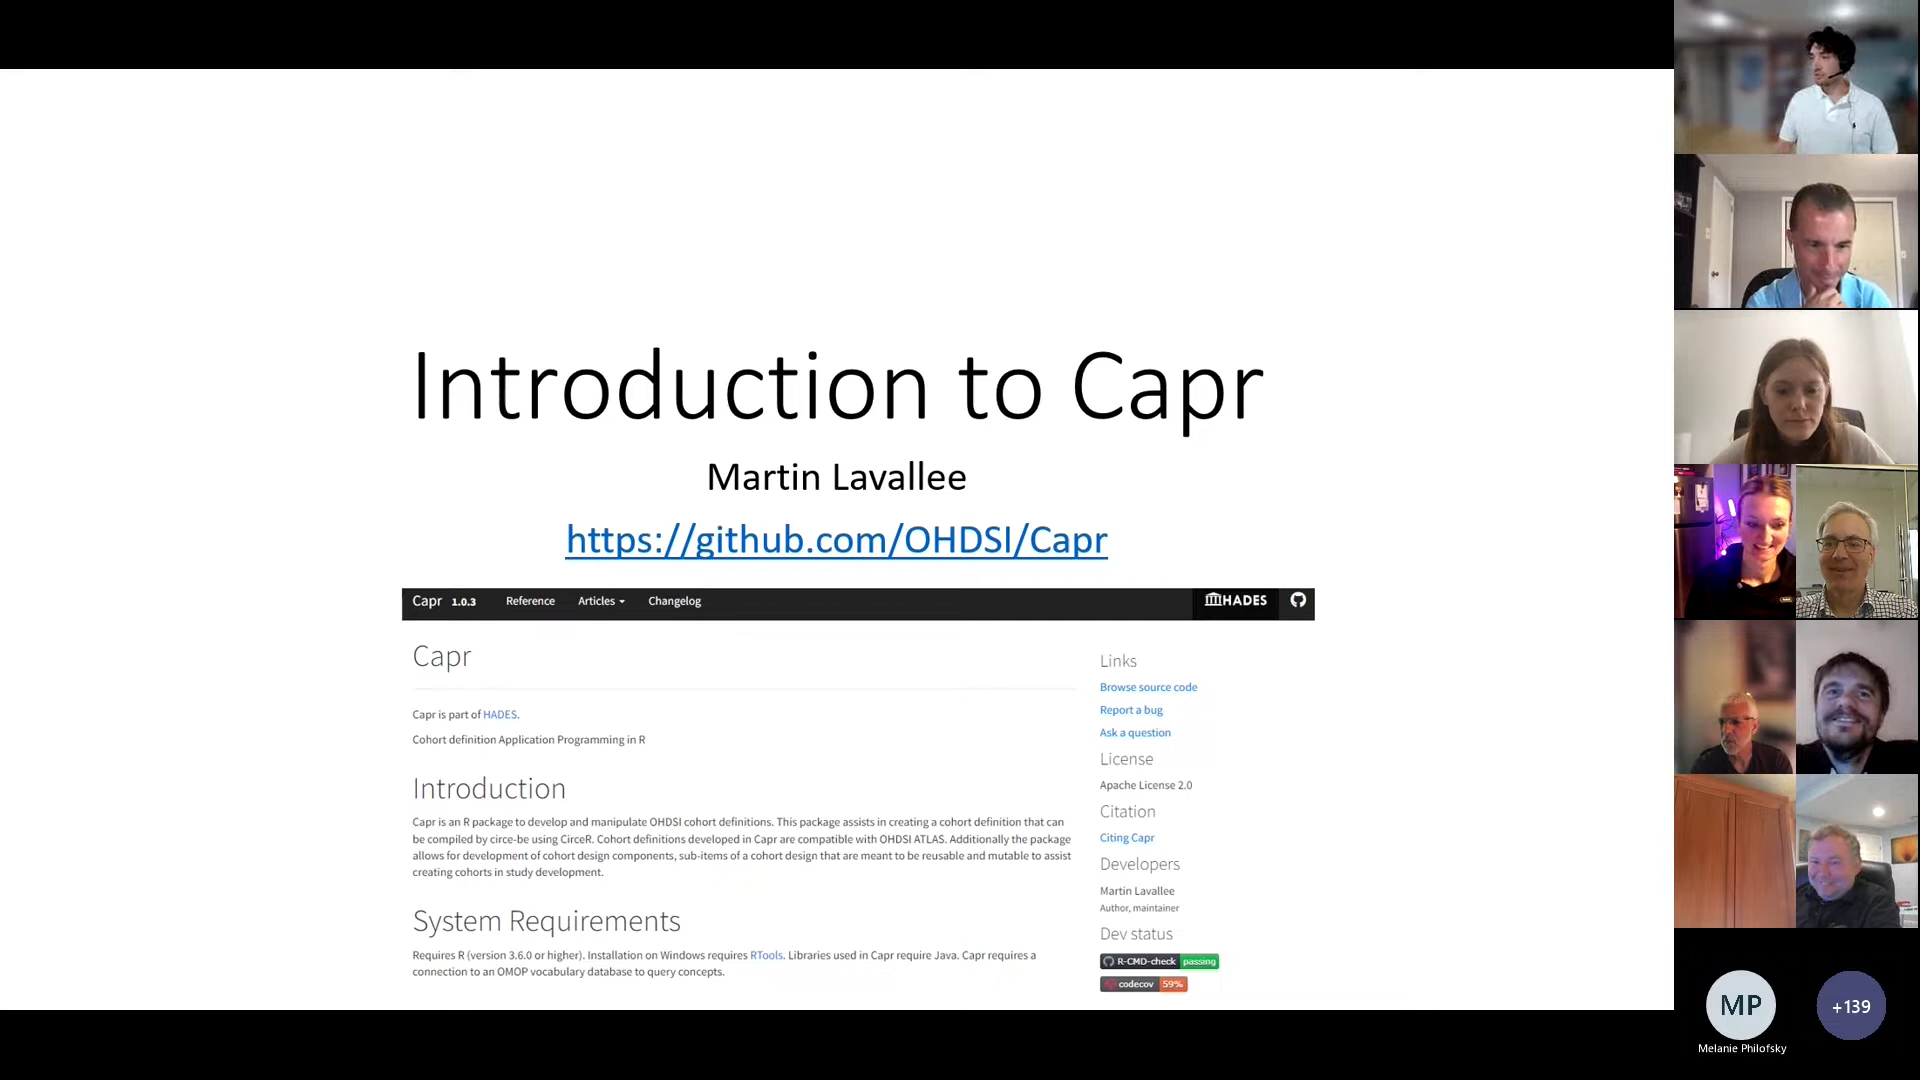 Introduction to Capr
Martin Lavallee
https://github.com/OHDSI/Capr
Capr 1.0.3 Reference Articles Changelog HADES
Capr
Capr is part of HADES.
Cohort definition Application Programming in R
Introduction
Capr is an R package to develop and manipulate OHDSI cohort definitions. This package assists in creating a cohort definition that can
be compiled by circe-be using CirceR. Cohort definitions developed in Capr are compatible with OHDSI ATLAS. Additionally the package
allows for development of cohort design components, sub-items of a cohort design that are meant to be reusable and mutable to assist
creating cohorts in study development.
System Requirements
Requires R (version 3.6.0 or higher). Installation on Windows requires RTools. Libraries used in Capr require Java. Capr requires a
connection to an OMOP vocabulary database to query concepts.
Links
Browse source code
Report a bug
Ask a question
License
Apache License 2.0
Citation
Citing Capr
Developers
Martin Lavallee
Author, maintainer
Dev status
R-CMD-check passing
codecov 59%
MP
+139
Melanie Philofsky